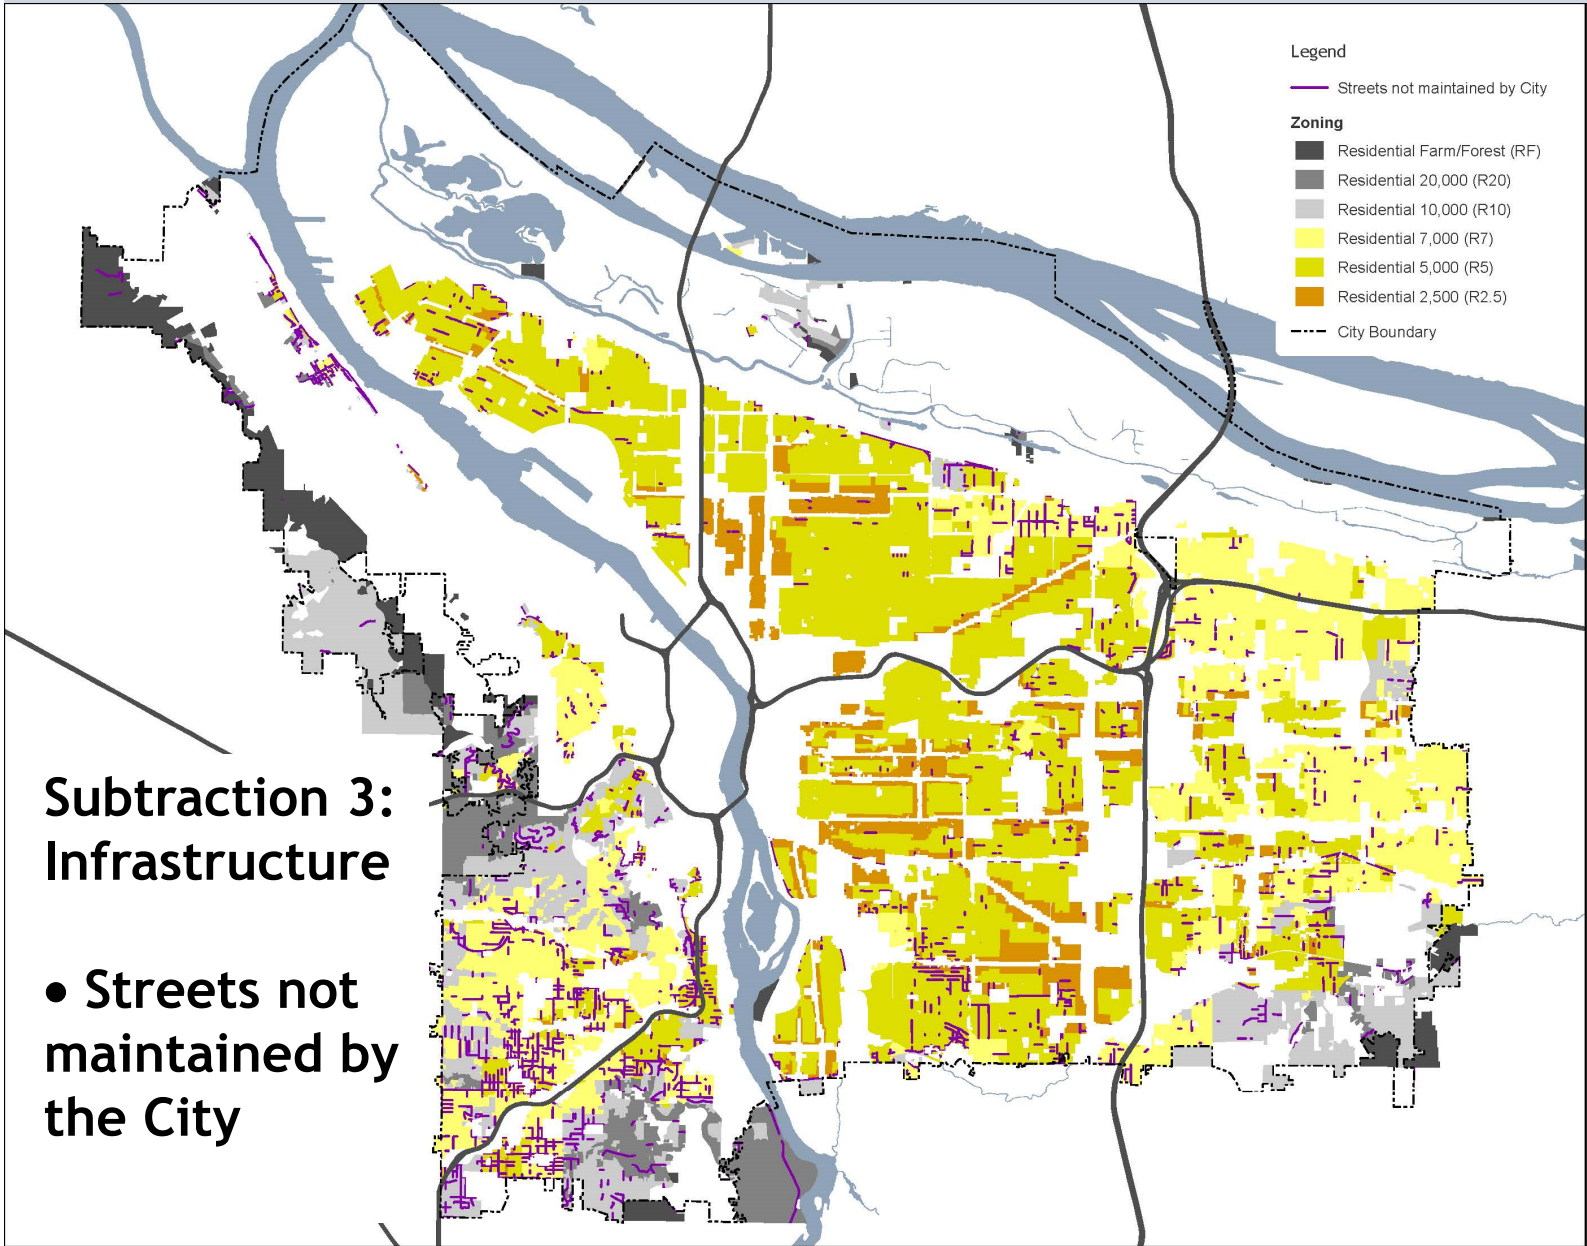 Legend
Streets not maintained by City
Zoning
Residential Farm/Forest (RF)
Residential 20,000 (R20)
Residential 10,000 (R10)
Residential 7,000 (R7)
Residential 5,000 (R5)
Residential 2,500 (R2.5)
City Boundary
Subtraction 3:
Infrastructure
• Streets not
maintained by
the City